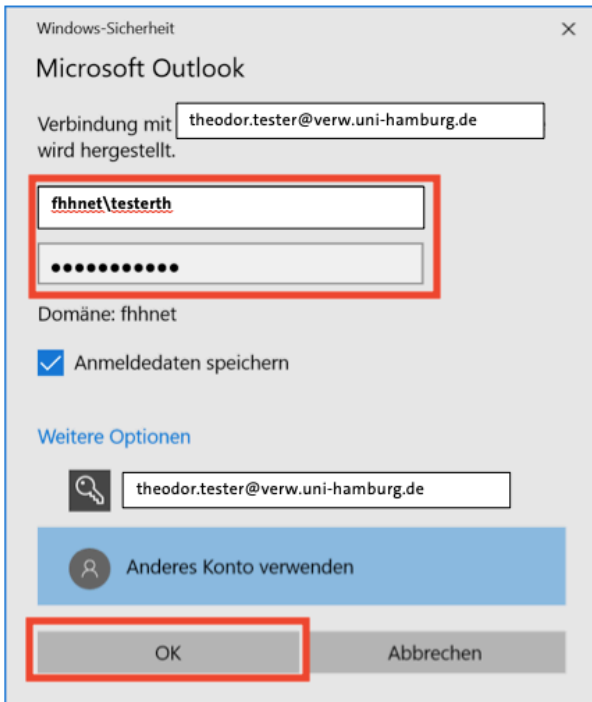 Windows-Sicherheit
Microsoft Outlook
Verbindung mit theodor.tester@verw.uni-hamburg.de
wird hergestellt.
fhhnet\testerth
●●●●●●●●●●●
Domäne: fhhnet
Anmeldedaten speichern
Weitere Optionen
theodor.tester@verw.uni-hamburg.de
Anderes Konto verwenden
OK Abbrechen